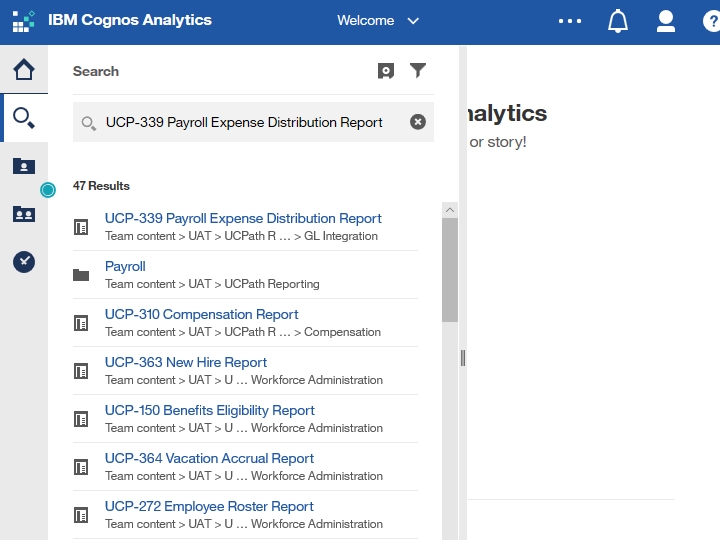 IBM Cognos Analytics
Welcome
?
Search
nalytics
UCP-339 Payroll Expense Distribution Report
or story!
47 Results
UCP-339 Payroll Expense Distribution Report
Team content > UAT > UCPath R ... > GL Integration
Payroll
Team content > UAT > UCPath Reporting
UCP-310 Compensation Report
Team content > UAT > UCPath R ... > Compensation
UCP-363 New Hire Report
Team content > UAT > U ... Workforce Administration
UCP-150 Benefits Eligibility Report
Team content > UAT > U ... Workforce Administration
UCP-364 Vacation Accrual Report
Team content > UAT > U ... Workforce Administration
UCP-272 Employee Roster Report
Team content > UAT > U ... Workforce Administration